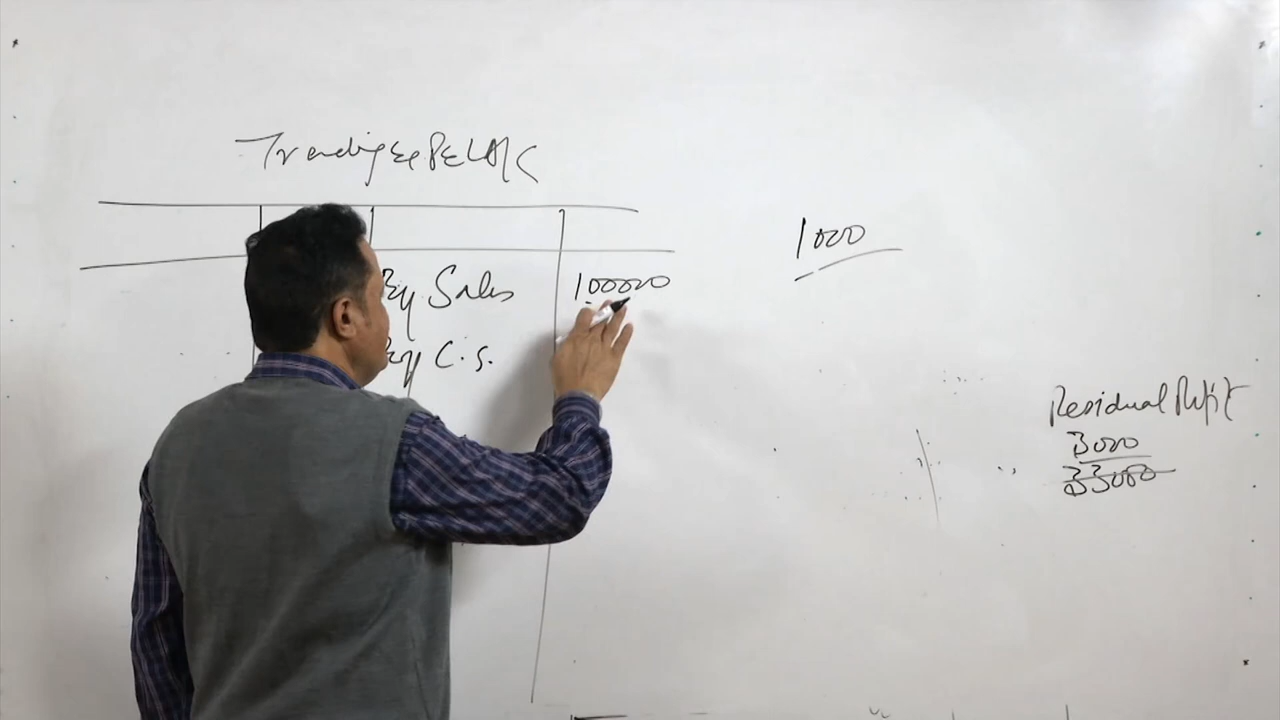 Trading & P&L A/C
By Sales 100000
By C.S.
1000
Residual Profit
3000
33000